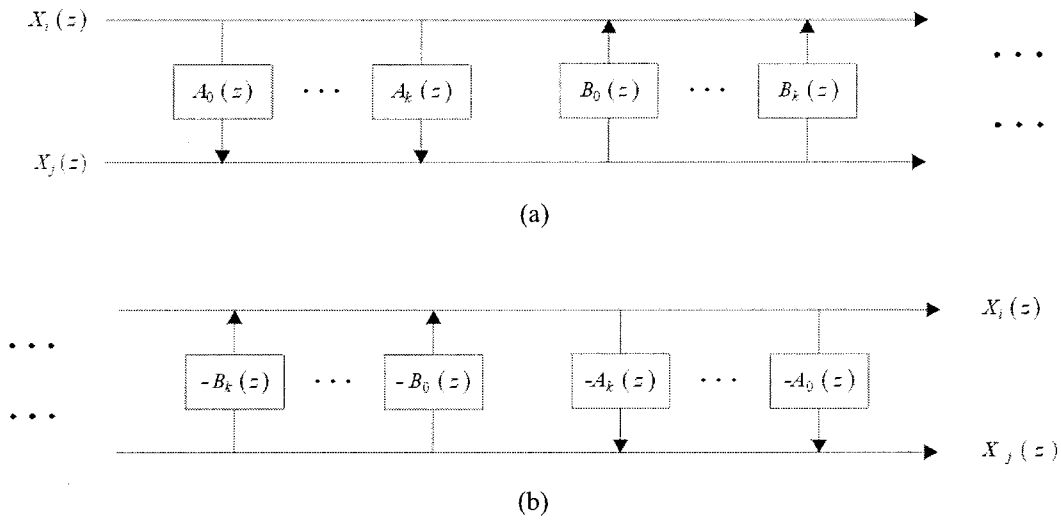 X_i(z)
A_0(z) ··· A_k(z) B_0(z) ··· B_k(z) ···
···
X_j(z)
(a)
X_i(z)
··· -B_k(z) ··· -B_0(z) -A_k(z) ··· -A_0(z)
···
X_j(z)
(b)